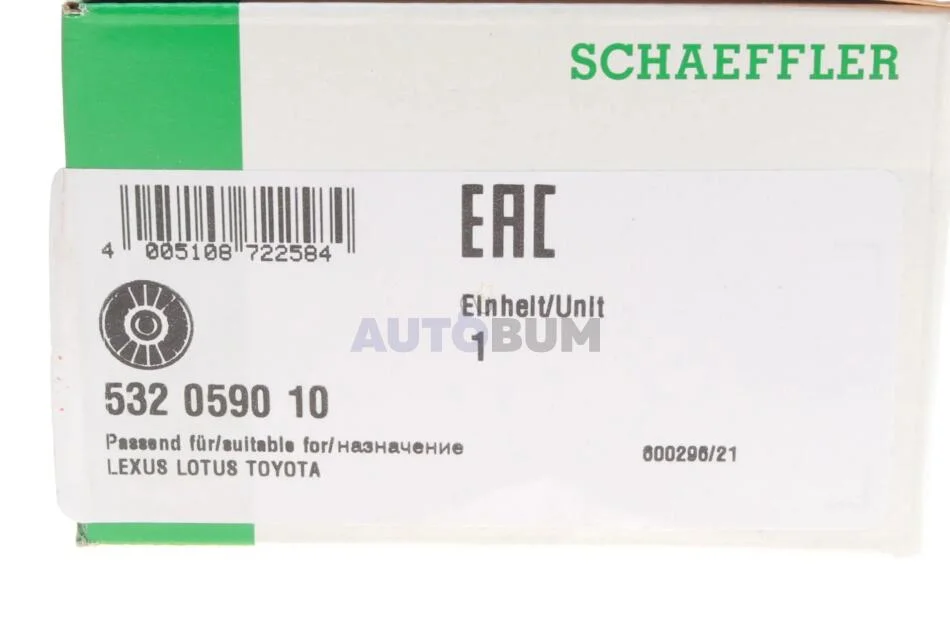 SCHAEFFLER
EAC
4 005108 722584
Einheit/Unit
AUTOBUM
1
532 0590 10
Passend für/suitable for/назначение
600296/21
LEXUS LOTUS TOYOTA